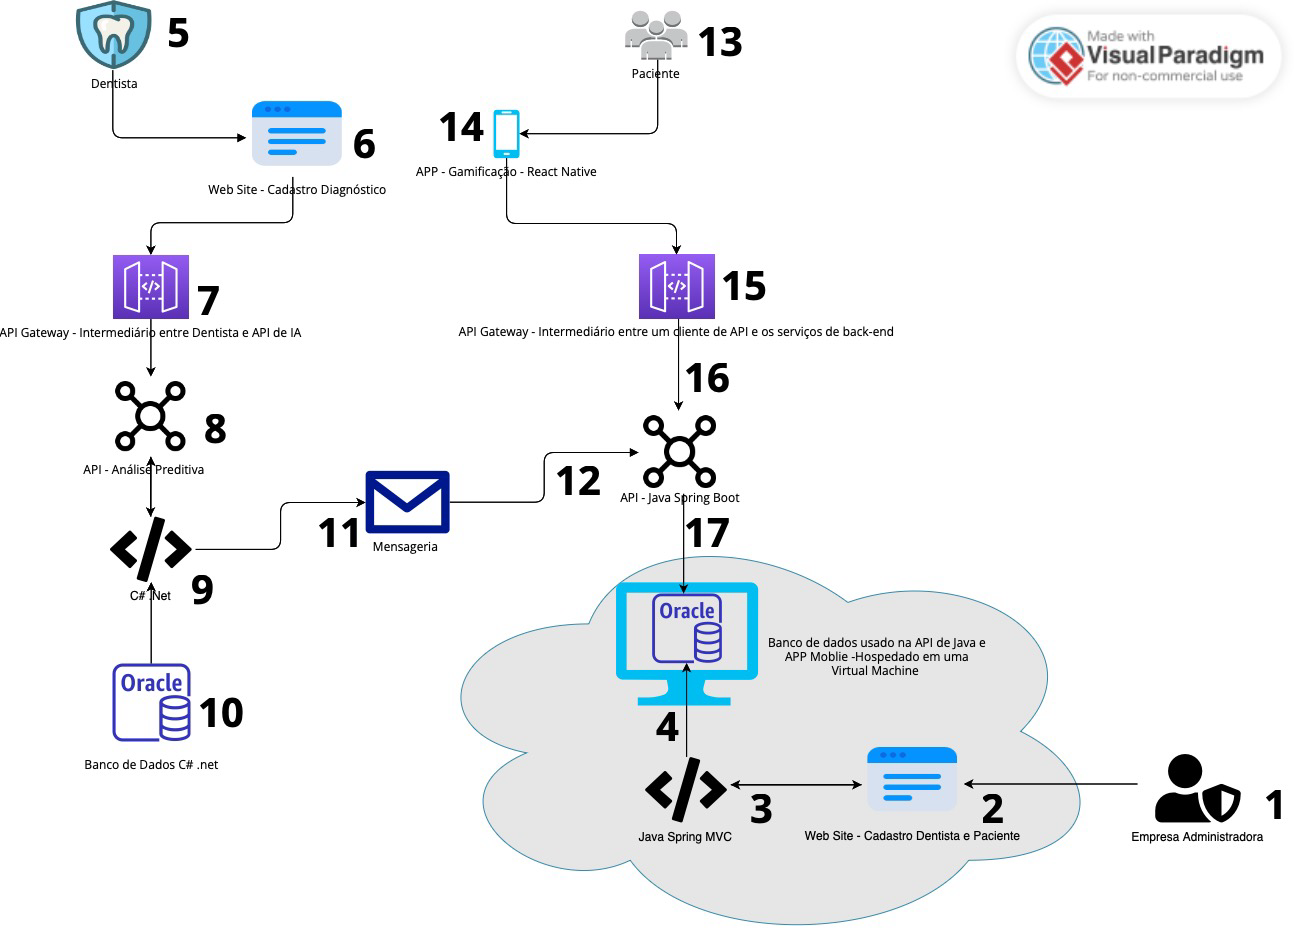 5
Dentista
13
Paciente
Made with
Visual Paradigm
For non-commercial use
6
Web Site - Cadastro Diagnóstico
14
APP - Gamificação - React Native
7
API Gateway - Intermediário entre Dentista e API de IA
15
API Gateway - Intermediário entre um cliente de API e os serviços de back-end
16
8
API - Análise Preditiva
12
API - Java Spring Boot
11
Mensageria
17
9
C# .Net
Oracle
Banco de dados usado na API de Java e
APP Moblie -Hospedado em uma
Virtual Machine
Oracle
10
Banco de Dados C# .net
4
3
Java Spring MVC
2
Web Site - Cadastro Dentista e Paciente
1
Empresa Administradora